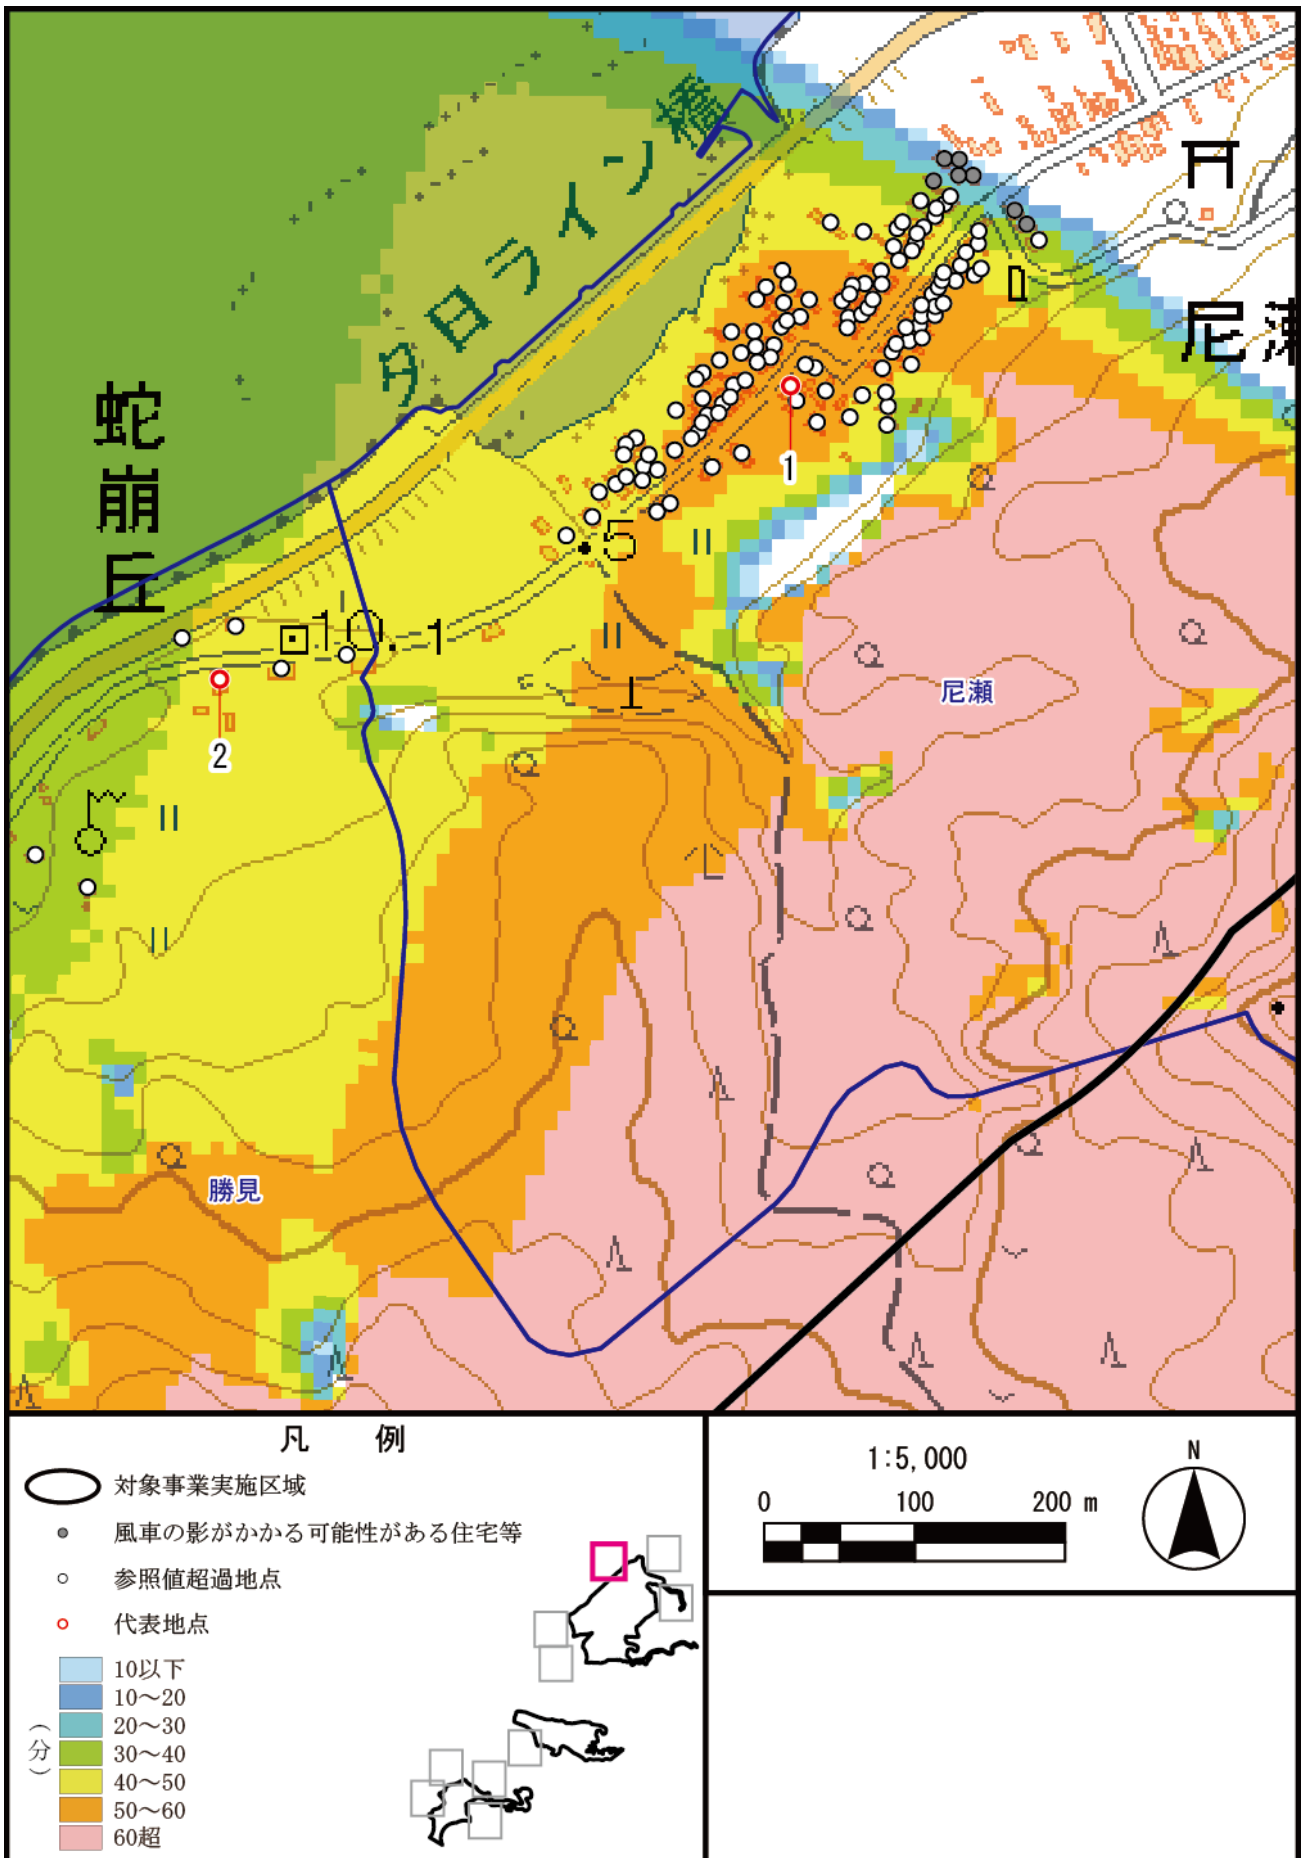 夕日ライン橋
尼瀬
蛇崩丘
1
5
10.1
2
尼瀬
勝見
凡例
対象事業実施区域
風車の影がかかる可能性がある住宅等
参照値超過地点
代表地点
(分)
10以下
10～20
20～30
30～40
40～50
50～60
60超
1:5,000
0 100 200 m
N